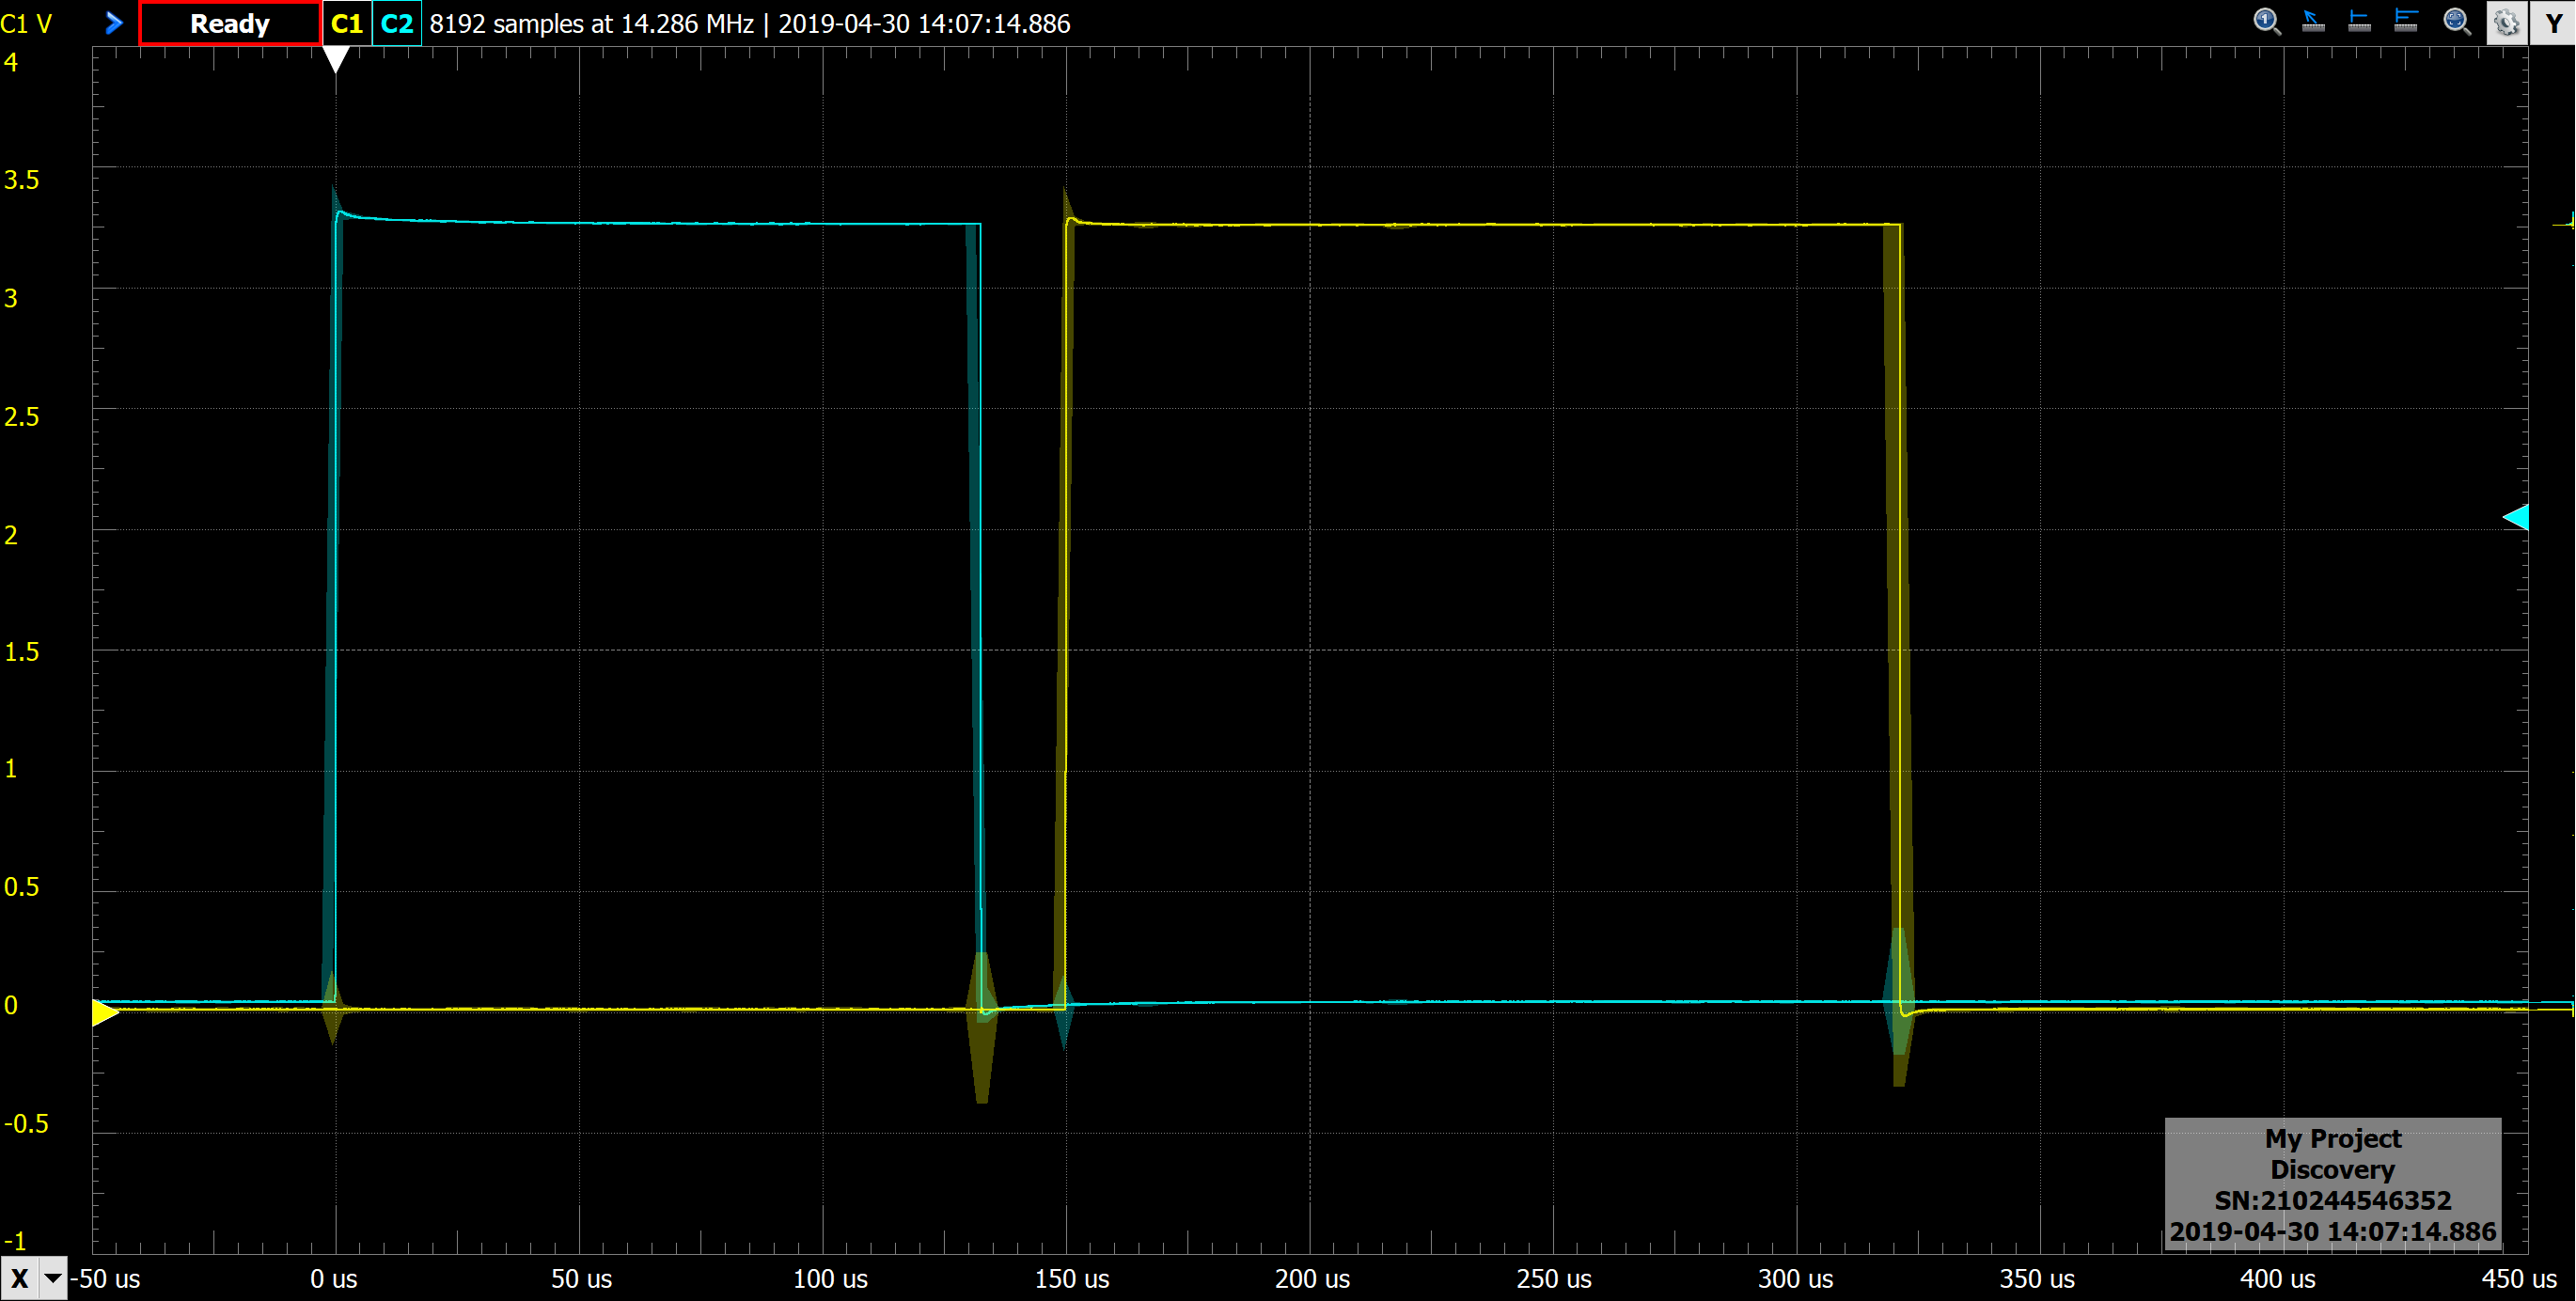 C1 V
Ready
C1 C2 8192 samples at 14.286 MHz | 2019-04-30 14:07:14.886
Y
4
3.5
3
2.5
2
1.5
1
0.5
0
-0.5
-1
My Project
Discovery
SN:210244546352
2019-04-30 14:07:14.886
X
-50 us 0 us 50 us 100 us 150 us 200 us 250 us 300 us 350 us 400 us 450 us